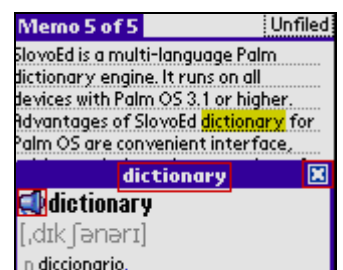 Memo 5 of 5 Unfiled
SlovoEd is a multi-language Palm
dictionary engine. It runs on all
devices with Palm OS 3.1 or higher.
Advantages of SlovoEd dictionary for
Palm OS are convenient interface,
dictionary
dictionary
[ˌdɪkʃənərɪ]
n diccionario.